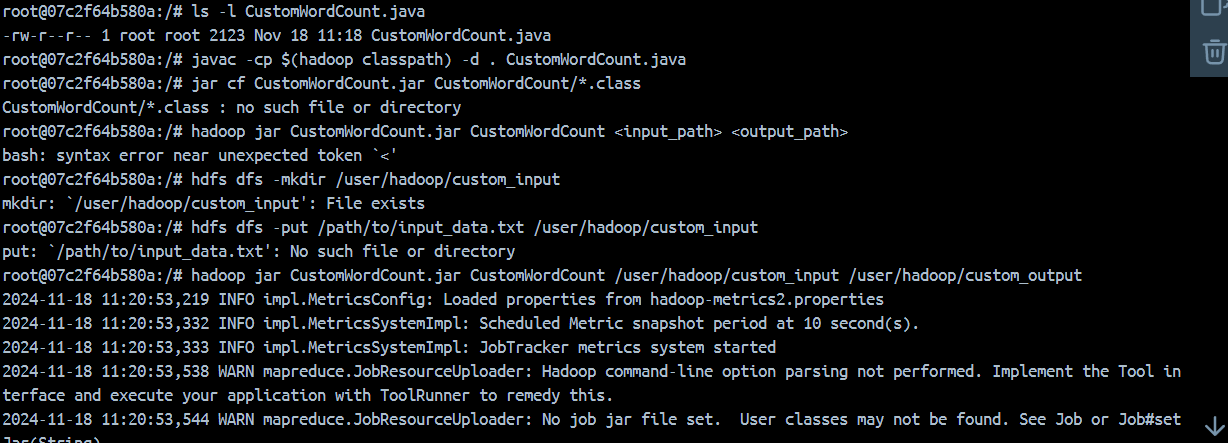 root@07c2f64b580a:/# ls -l CustomWordCount.java
-rw-r--r-- 1 root root 2123 Nov 18 11:18 CustomWordCount.java
root@07c2f64b580a:/# javac -cp $(hadoop classpath) -d . CustomWordCount.java
root@07c2f64b580a:/# jar cf CustomWordCount.jar CustomWordCount/*.class
CustomWordCount/*.class : no such file or directory
root@07c2f64b580a:/# hadoop jar CustomWordCount.jar CustomWordCount <input_path> <output_path>
bash: syntax error near unexpected token `<'
root@07c2f64b580a:/# hdfs dfs -mkdir /user/hadoop/custom_input
mkdir: `/user/hadoop/custom_input': File exists
root@07c2f64b580a:/# hdfs dfs -put /path/to/input_data.txt /user/hadoop/custom_input
put: `/path/to/input_data.txt': No such file or directory
root@07c2f64b580a:/# hadoop jar CustomWordCount.jar CustomWordCount /user/hadoop/custom_input /user/hadoop/custom_output
2024-11-18 11:20:53,219 INFO impl.MetricsConfig: Loaded properties from hadoop-metrics2.properties
2024-11-18 11:20:53,332 INFO impl.MetricsSystemImpl: Scheduled Metric snapshot period at 10 second(s).
2024-11-18 11:20:53,333 INFO impl.MetricsSystemImpl: JobTracker metrics system started
2024-11-18 11:20:53,538 WARN mapreduce.JobResourceUploader: Hadoop command-line option parsing not performed. Implement the Tool in
terface and execute your application with ToolRunner to remedy this.
2024-11-18 11:20:53,544 WARN mapreduce.JobResourceUploader: No job jar file set.  User classes may not be found. See Job or Job#set
Jar(String)